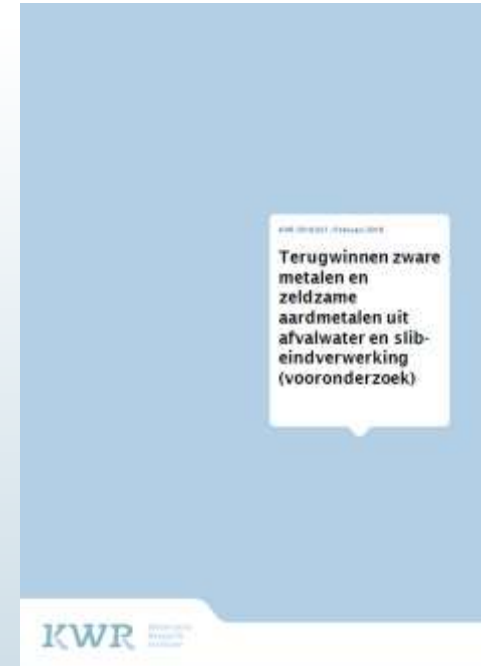 Terugwinnen zware
metalen en
zeldzame
aardmetalen uit
afvalwater en slib-
eindverwerking
(vooronderzoek)
KWR